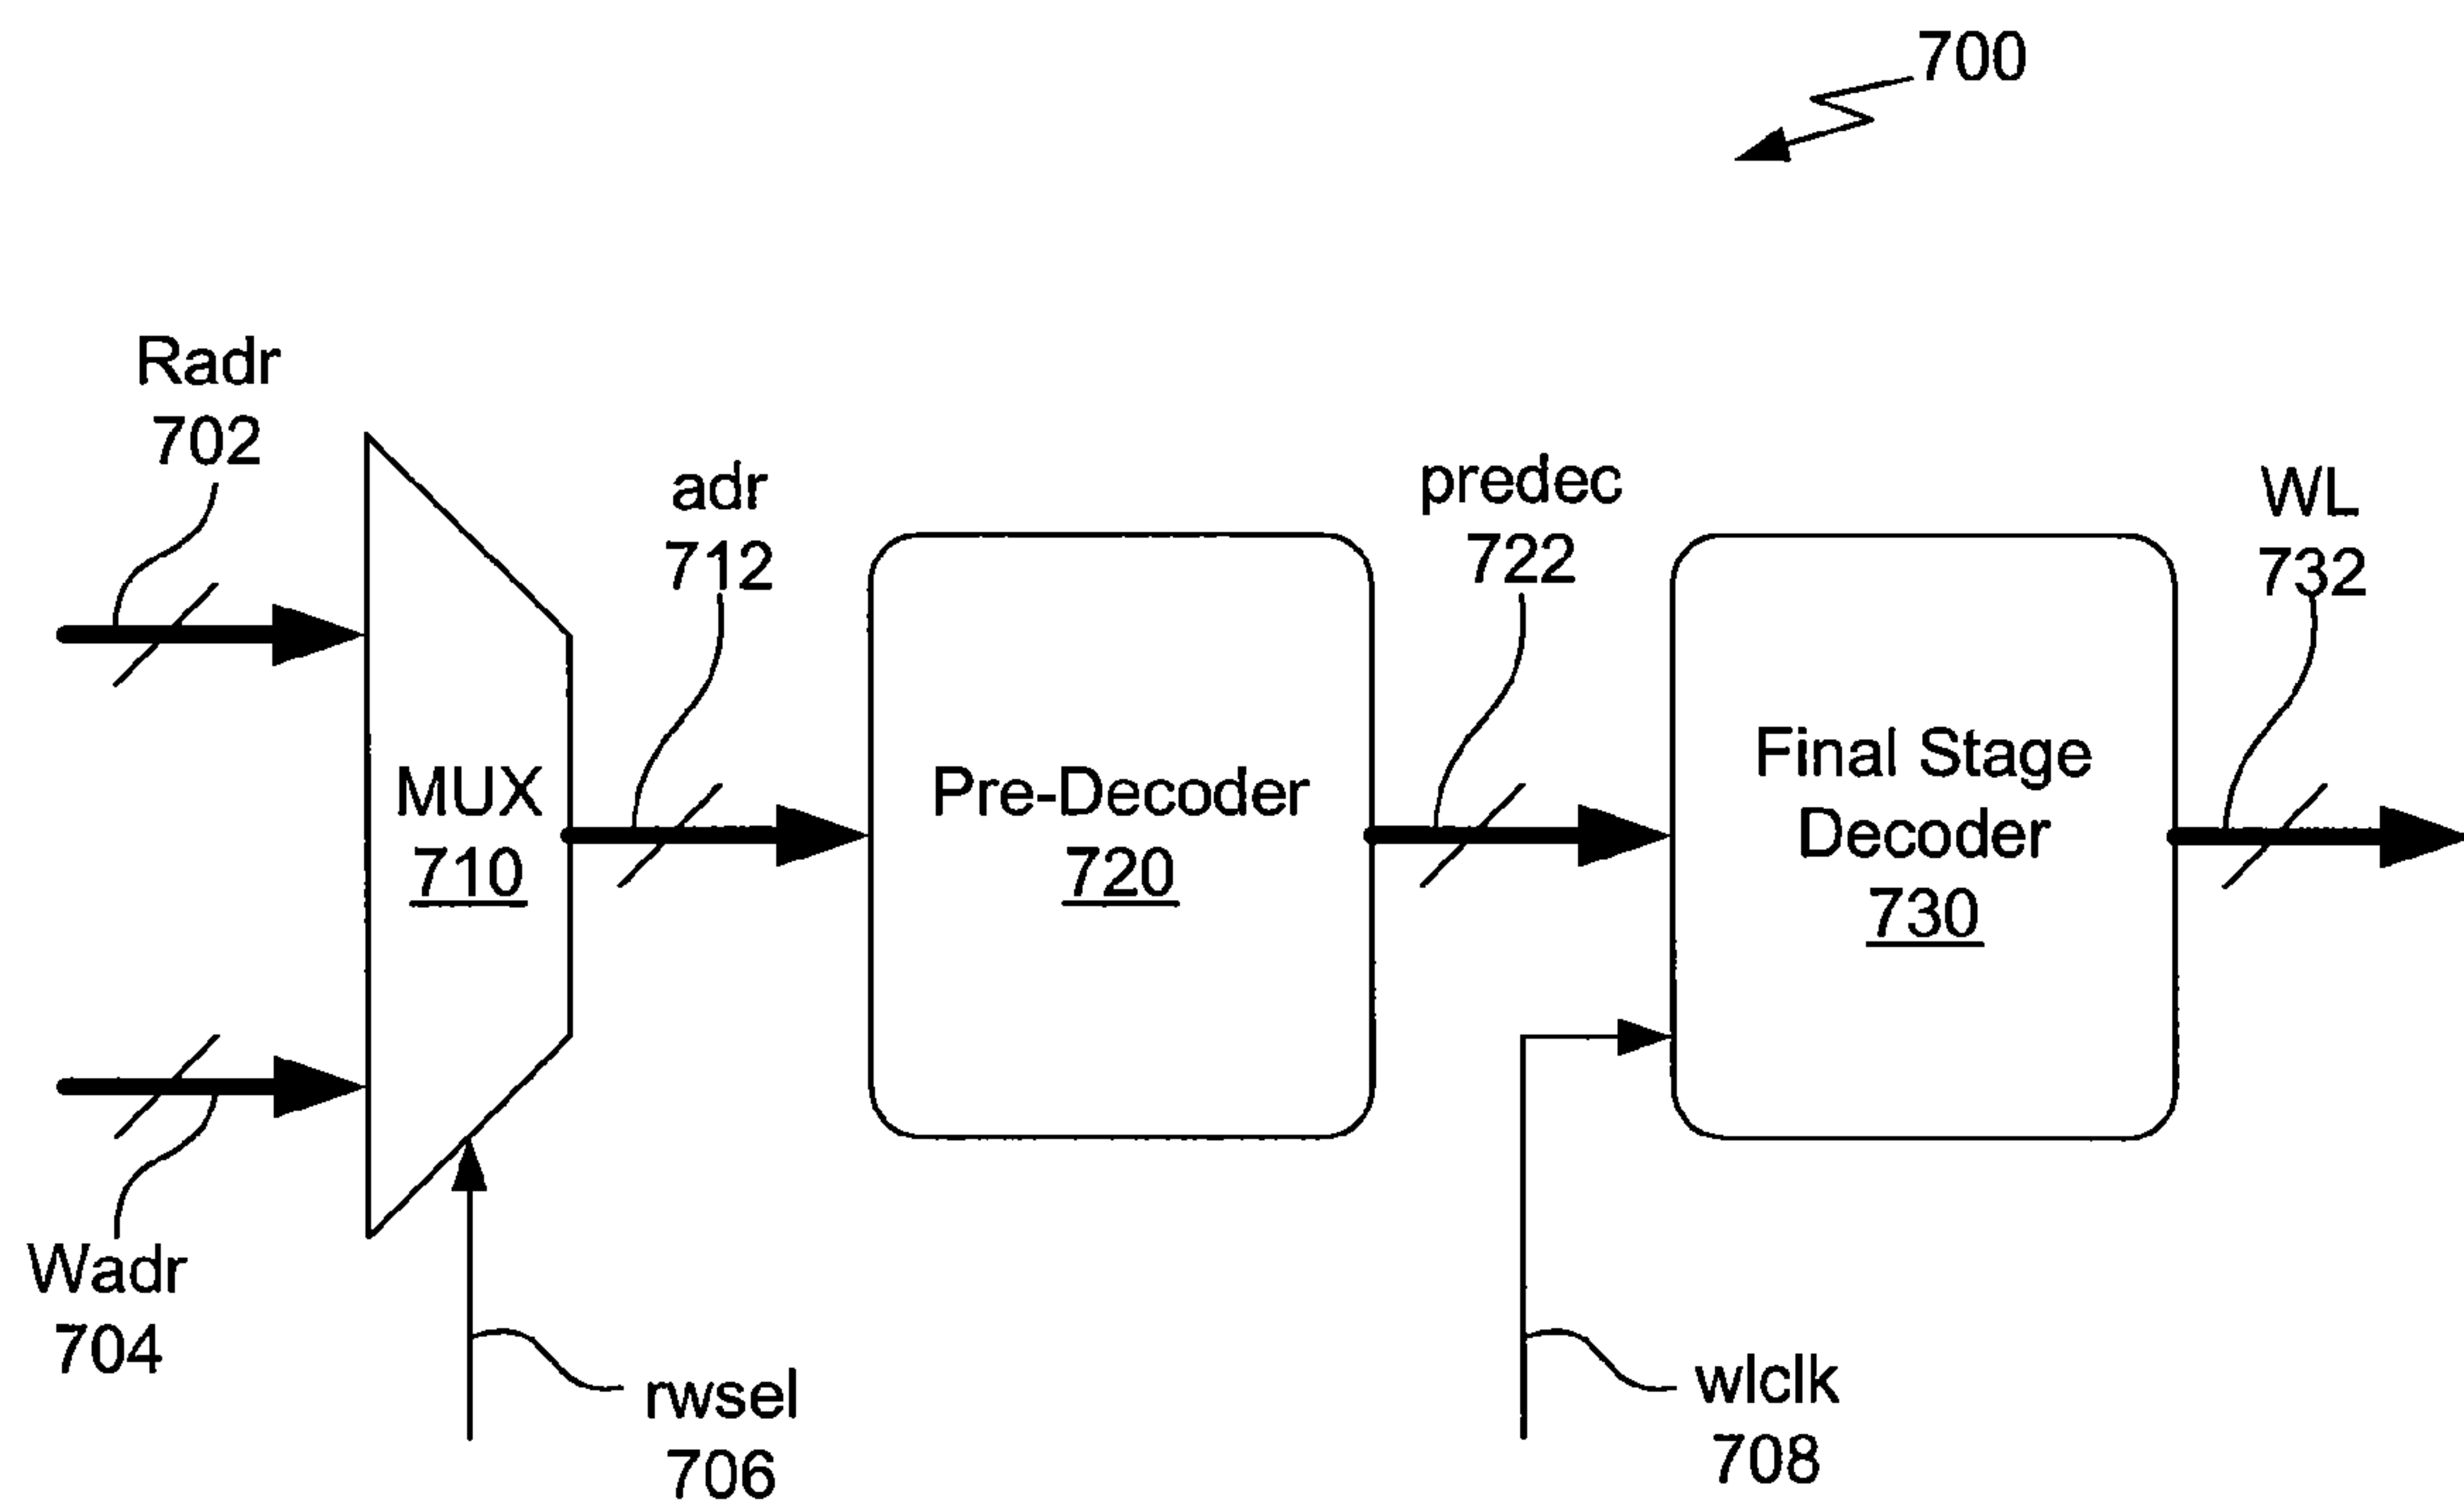 700
Radr
702
adr
712
predec
722
WL
732
MUX
710
Pre-Decoder
720
Final Stage
Decoder
730
Wadr
704
rwsel
706
wlclk
708